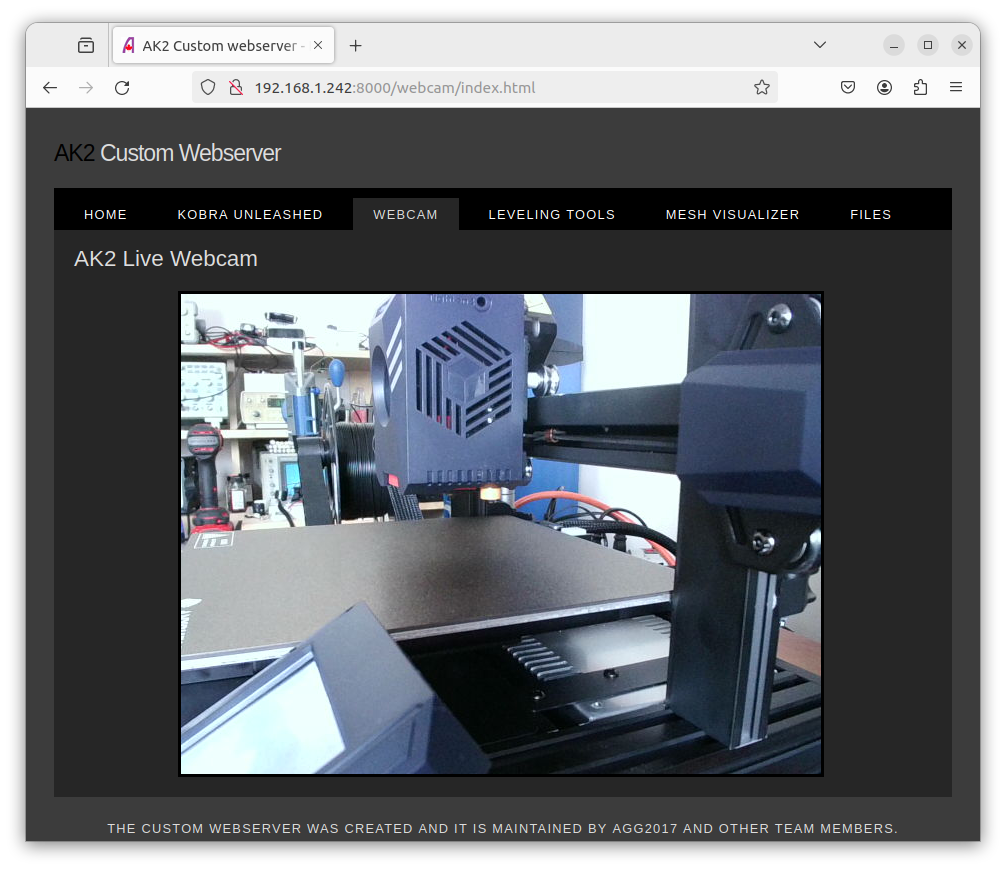 AK2 Custom webserver -
192.168.1.242:8000/webcam/index.html
AK2 Custom Webserver
HOME KOBRA UNLEASHED WEBCAM LEVELING TOOLS MESH VISUALIZER FILES
AK2 Live Webcam
THE CUSTOM WEBSERVER WAS CREATED AND IT IS MAINTAINED BY AGG2017 AND OTHER TEAM MEMBERS.